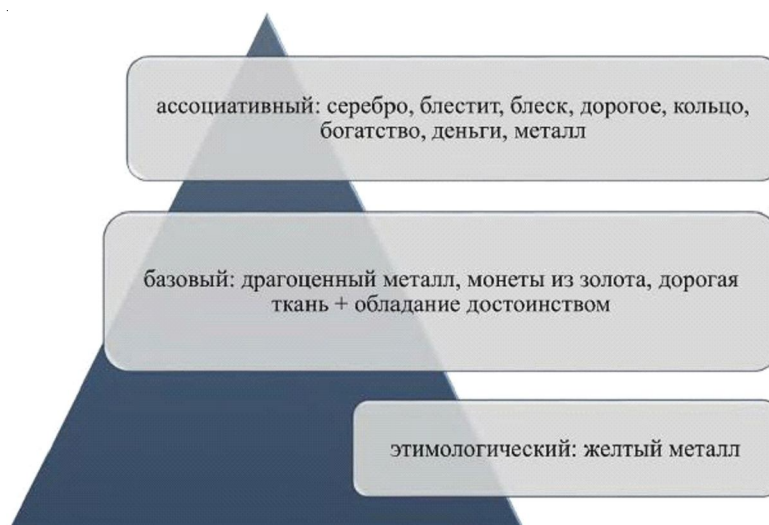 ассоциативный: серебро, блестит, блеск, дорогое, кольцо,
богатство, деньги, металл
базовый: драгоценный металл, монеты из золота, дорогая
ткань + обладание достоинством
этимологический: желтый металл